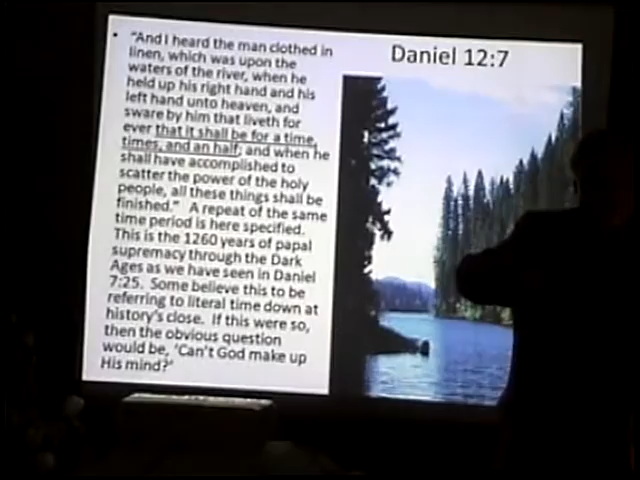 Daniel 12:7
• "And I heard the man clothed in
linen, which was upon the
waters of the river, when he
held up his right hand and his
left hand unto heaven, and
sware by him that liveth for
ever that it shall be for a time,
times, and an half; and when he
shall have accomplished to
scatter the power of the holy
people, all these things shall be
finished." A repeat of the same
time period is here specified.
This is the 1260 years of papal
supremacy through the Dark
Ages as we have seen in Daniel
7:25. Some believe this to be
referring to literal time down at
history's close. If this were so,
then the obvious question
would be, 'Can't God make up
His mind?'